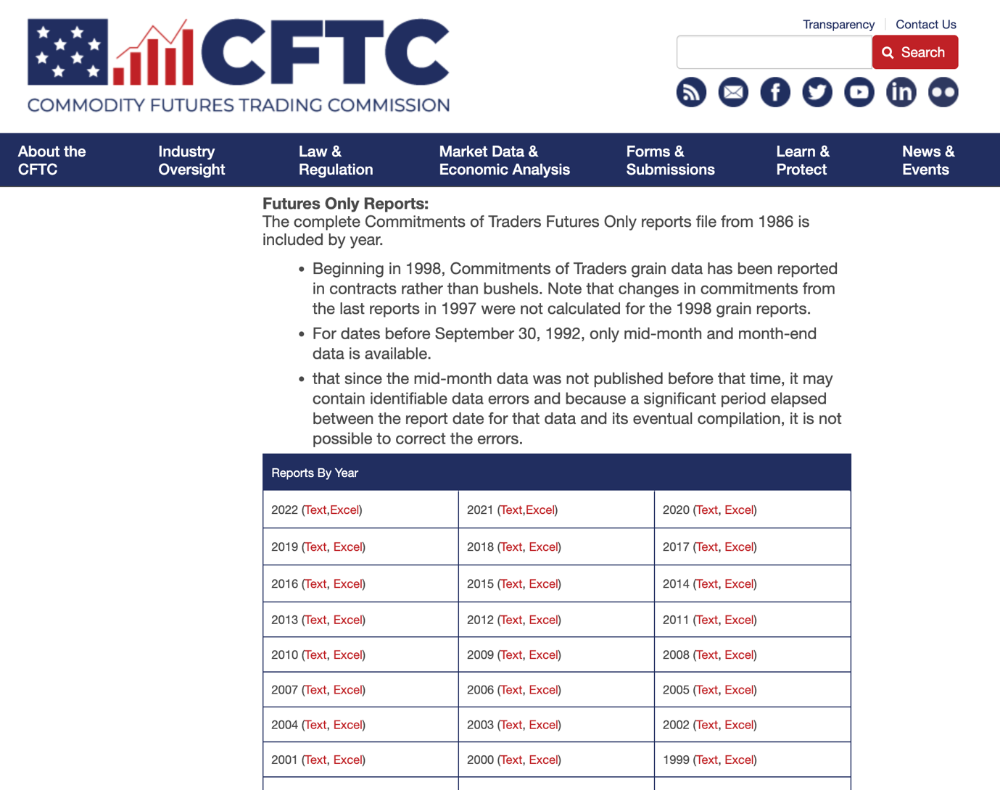 CFTC
COMMODITY FUTURES TRADING COMMISSION
Transparency
Contact Us
Search
About the
CFTC
Industry
Oversight
Law &
Regulation
Market Data &
Economic Analysis
Forms &
Submissions
Learn &
Protect
News &
Events
Futures Only Reports:
The complete Commitments of Traders Futures Only reports file from 1986 is
included by year.
• Beginning in 1998, Commitments of Traders grain data has been reported
in contracts rather than bushels. Note that changes in commitments from
the last reports in 1997 were not calculated for the 1998 grain reports.
• For dates before September 30, 1992, only mid-month and month-end
data is available.
• that since the mid-month data was not published before that time, it may
contain identifiable data errors and because a significant period elapsed
between the report date for that data and its eventual compilation, it is not
possible to correct the errors.
Reports By Year
2022 (Text,Excel) 2021 (Text,Excel) 2020 (Text, Excel)
2019 (Text, Excel) 2018 (Text, Excel) 2017 (Text, Excel)
2016 (Text, Excel) 2015 (Text, Excel) 2014 (Text, Excel)
2013 (Text, Excel) 2012 (Text, Excel) 2011 (Text, Excel)
2010 (Text, Excel) 2009 (Text, Excel) 2008 (Text, Excel)
2007 (Text, Excel) 2006 (Text, Excel) 2005 (Text, Excel)
2004 (Text, Excel) 2003 (Text, Excel) 2002 (Text, Excel)
2001 (Text, Excel) 2000 (Text, Excel) 1999 (Text, Excel)